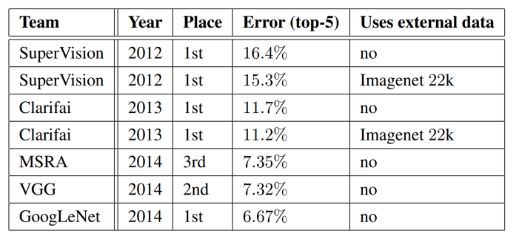 Team Year Place Error (top-5) Uses external data
SuperVision 2012 1st 16.4% no
SuperVision 2012 1st 15.3% Imagenet 22k
Clarifai 2013 1st 11.7% no
Clarifai 2013 1st 11.2% Imagenet 22k
MSRA 2014 3rd 7.35% no
VGG 2014 2nd 7.32% no
GoogLeNet 2014 1st 6.67% no